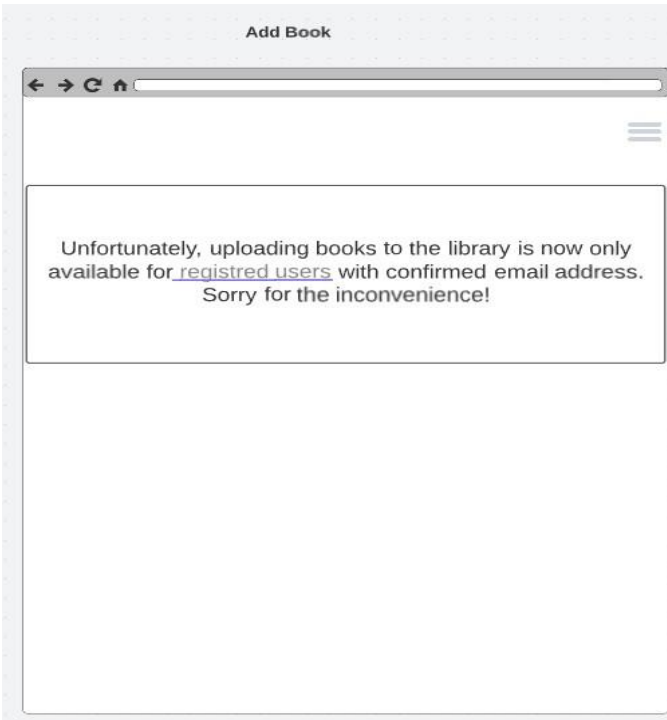 Add Book
Unfortunately, uploading books to the library is now only
available for registred users with confirmed email address.
Sorry for the inconvenience!